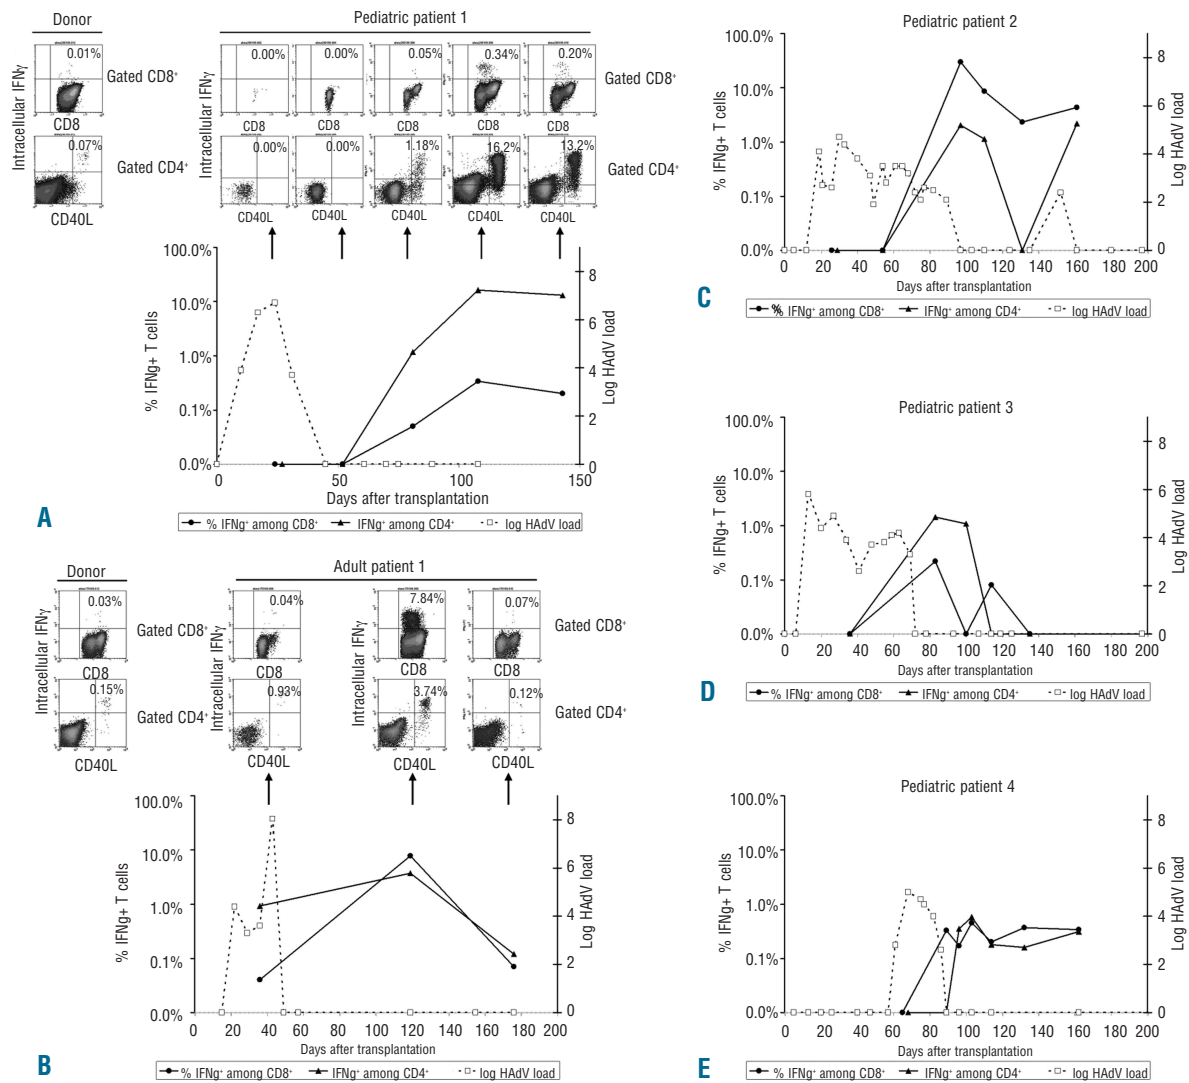 Donor
Pediatric patient 1
Intracellular IFNγ
0.01%
Gated CD8⁺
0.00%
0.00%
0.05%
0.34%
0.20%
Gated CD8⁺
CD8
CD8
CD8
CD8
CD8
CD8
0.07%
Gated CD4⁺
0.00%
0.00%
1.18%
16.2%
13.2%
Gated CD4⁺
CD40L
CD40L
CD40L
CD40L
CD40L
CD40L
% IFNg+ T cells
100.0%
10.0%
1.0%
0.1%
0.0%
8
6
4
2
0
Log HAdV load
0
50
100
150
Days after transplantation
A
% IFNg⁺ among CD8⁺
IFNg⁺ among CD4⁺
log HAdV load
Donor
Adult patient 1
Intracellular IFNγ
0.03%
Gated CD8⁺
Intracellular IFNγ
0.04%
Intracellular IFNγ
7.84%
0.07%
Gated CD8⁺
CD8
CD8
CD8
CD8
0.15%
Gated CD4⁺
0.93%
3.74%
0.12%
Gated CD4⁺
CD40L
CD40L
CD40L
CD40L
% IFNg+ T cells
100.0%
10.0%
1.0%
0.1%
0.0%
8
6
4
2
0
Log HAdV load
0 20 40 60 80 100 120 140 160 180 200
Days after transplantation
B
% IFNg⁺ among CD8⁺
IFNg⁺ among CD4⁺
log HAdV load
Pediatric patient 2
% IFNg+ T cells
100.0%
10.0%
1.0%
0.1%
0.0%
8
6
4
2
0
Log HAdV load
0 20 40 60 80 100 120 140 160 180 200
Days after transplantation
C
% IFNg⁺ among CD8⁺
IFNg⁺ among CD4⁺
log HAdV load
Pediatric patient 3
% IFNg+ T cells
100.0%
10.0%
1.0%
0.1%
0.0%
8
6
4
2
0
Log HAdV load
0 20 40 60 80 100 120 140 160 180 200
Days after transplantation
D
% IFNg⁺ among CD8⁺
IFNg⁺ among CD4⁺
log HAdV load
Pediatric patient 4
% IFNg+ T cells
100.0%
10.0%
1.0%
0.1%
0.0%
8
6
4
2
0
Log HAdV load
0 20 40 60 80 100 120 140 160 180 200
Days after transplantation
E
% IFNg⁺ among CD8⁺
IFNg⁺ among CD4⁺
log HAdV load